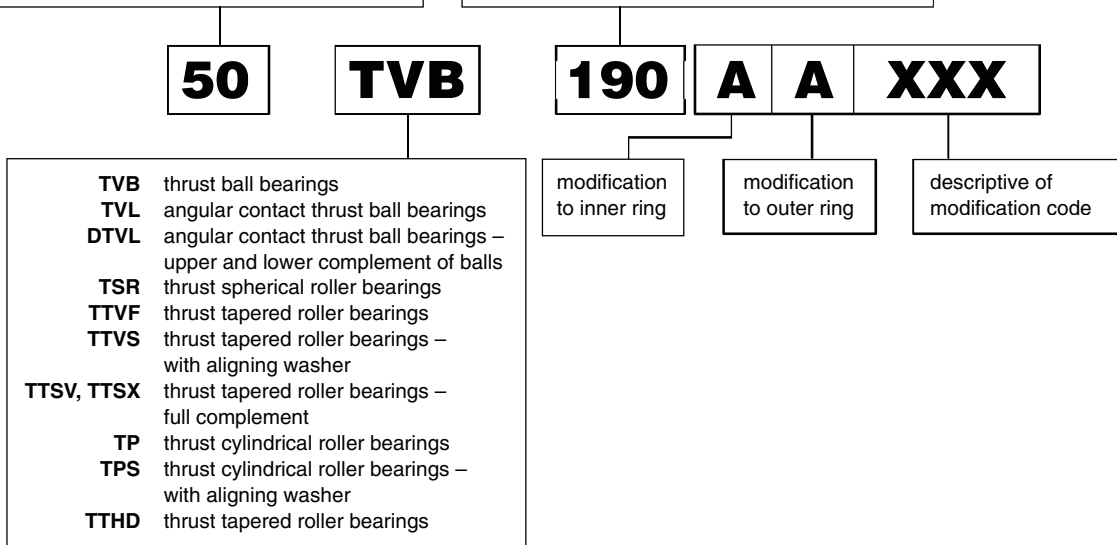 50 TVB 190 A A XXX
TVB thrust ball bearings
TVL angular contact thrust ball bearings
DTVL angular contact thrust ball bearings –
upper and lower complement of balls
TSR thrust spherical roller bearings
TTVF thrust tapered roller bearings
TTVS thrust tapered roller bearings –
with aligning washer
TTSV, TTSX thrust tapered roller bearings –
full complement
TP thrust cylindrical roller bearings
TPS thrust cylindrical roller bearings –
with aligning washer
TTHD thrust tapered roller bearings
modification
to inner ring
modification
to outer ring
descriptive of
modification code